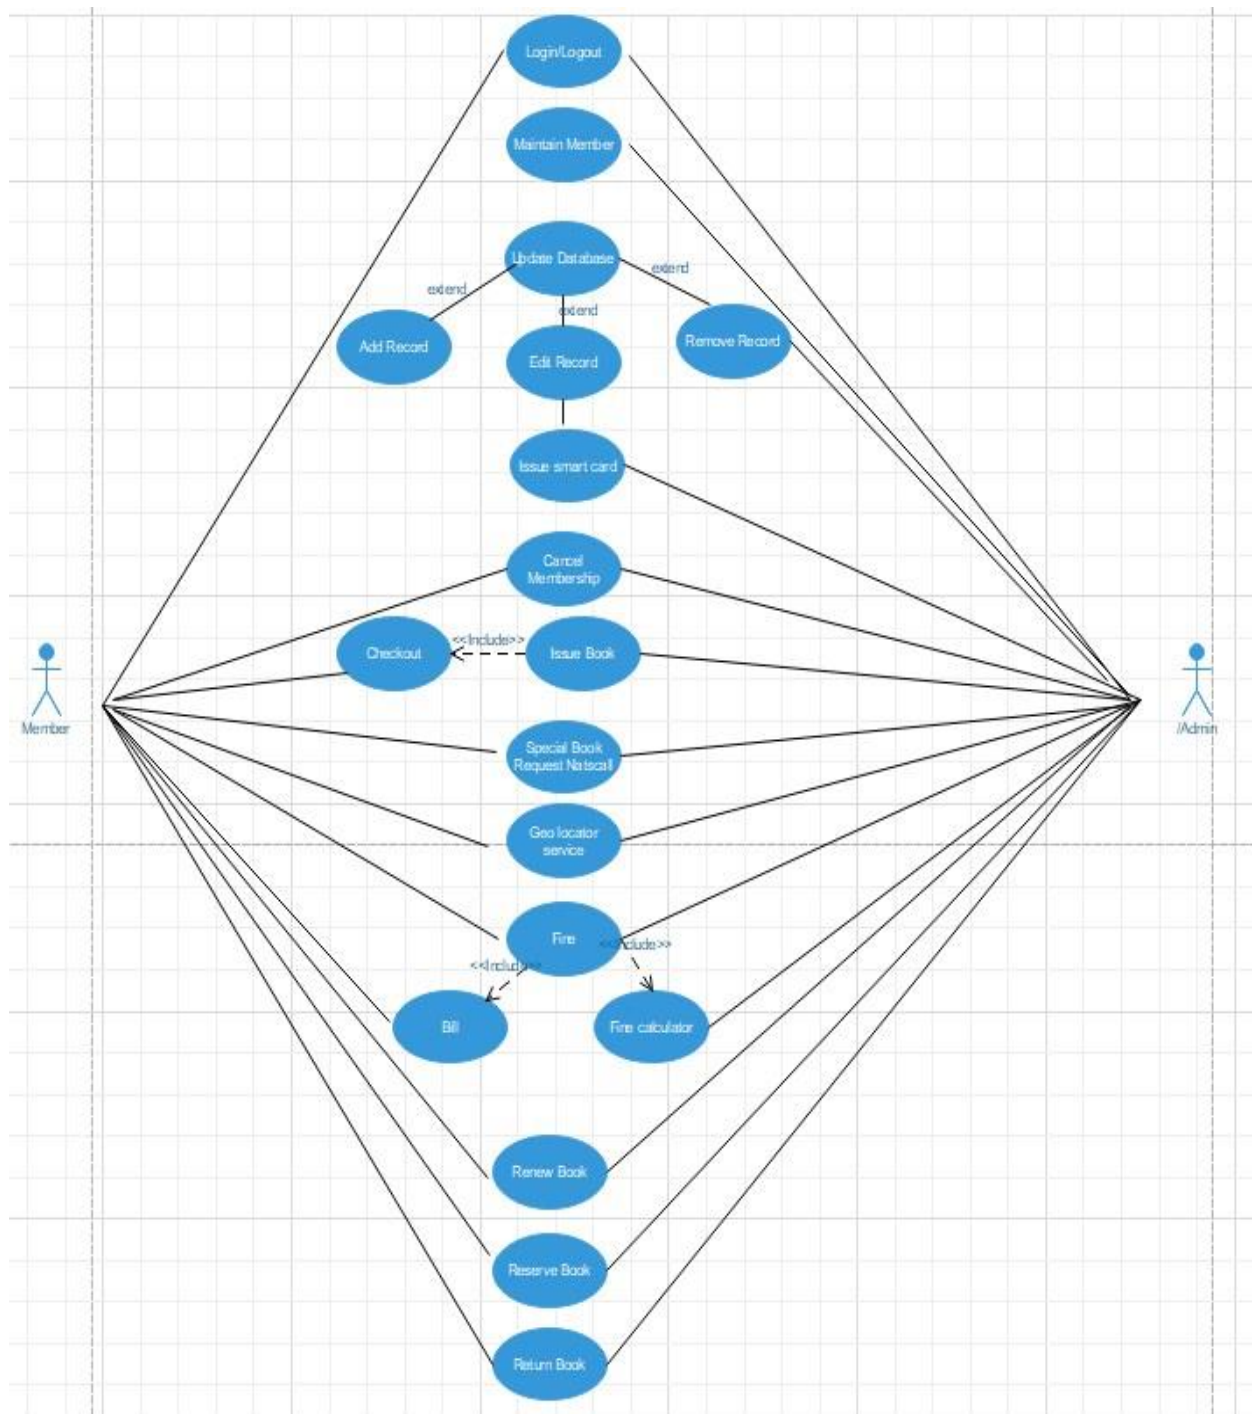 Login/Logout
Maintain Member
Update Database
extend
extend
extend
Add Record
Edit Record
Remove Record
Issue smart card
Cancel
Membership
Checkout
<<Include>>
Issue Book
Member
/Admin
Special Book
Request Natscall
Geo locator
service
Fine
<<Include>>
<<Include>>
Bill
Fine calculator
Renew Book
Reserve Book
Return Book